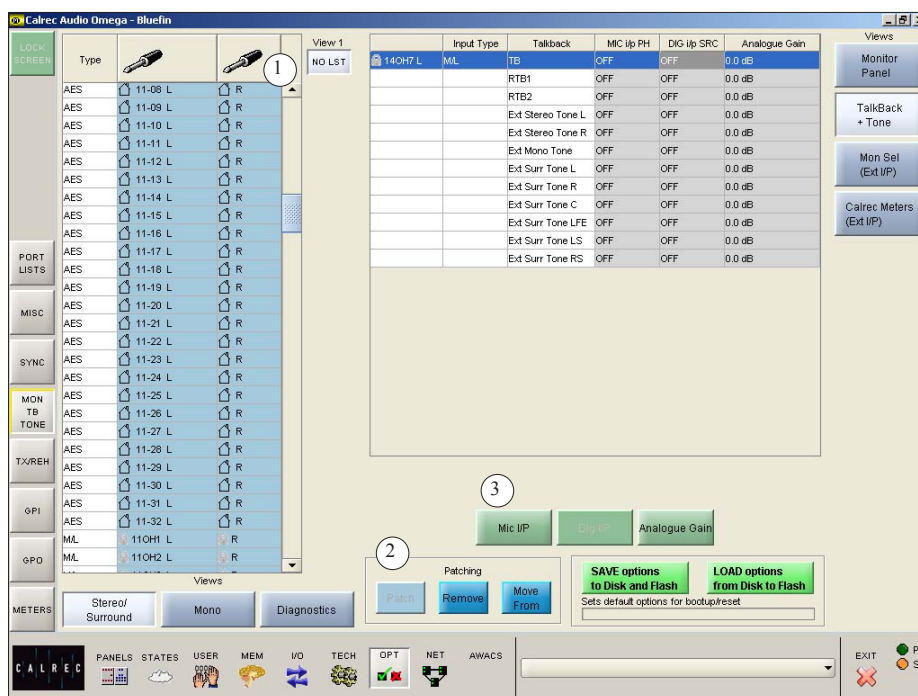 Calrec Audio Omega - Bluefin
LOCK
SCREEN
PORT
LISTS
MISC
SYNC
MON
TB
TONE
TX/REH
GPI
GPO
METERS
Type
1
AES 11-08 L R
AES 11-09 L R
AES 11-10 L R
AES 11-11 L R
AES 11-12 L R
AES 11-13 L R
AES 11-14 L R
AES 11-15 L R
AES 11-16 L R
AES 11-17 L R
AES 11-18 L R
AES 11-19 L R
AES 11-20 L R
AES 11-21 L R
AES 11-22 L R
AES 11-23 L R
AES 11-24 L R
AES 11-25 L R
AES 11-26 L R
AES 11-27 L R
AES 11-28 L R
AES 11-29 L R
AES 11-30 L R
AES 11-31 L R
AES 11-32 L R
M/L 11OH1 L R
M/L 11OH2 L R
Views
Stereo/
Surround
Mono
Diagnostics
View 1
NO LST
Input Type Talkback MIC i/p PH DIG i/p SRC Analogue Gain
14OH7 L M/L TB OFF OFF 0.0 dB
RTB1 OFF OFF 0.0 dB
RTB2 OFF OFF 0.0 dB
Ext Stereo Tone L OFF OFF 0.0 dB
Ext Stereo Tone R OFF OFF 0.0 dB
Ext Mono Tone OFF OFF 0.0 dB
Ext Surr Tone L OFF OFF 0.0 dB
Ext Surr Tone R OFF OFF 0.0 dB
Ext Surr Tone C OFF OFF 0.0 dB
Ext Surr Tone LFE OFF OFF 0.0 dB
Ext Surr Tone LS OFF OFF 0.0 dB
Ext Surr Tone RS OFF OFF 0.0 dB
3
Mic I/P
Dig I/P
Analogue Gain
2
Patching
Patch
Remove
Move
From
SAVE options
to Disk and Flash
LOAD options
from Disk to Flash
Sets default options for bootup/reset
Views
Monitor
Panel
TalkBack
+ Tone
Mon Sel
(Ext I/P)
Calrec Meters
(Ext I/P)
CALREC
PANELS
STATES
USER
MEM
I/O
TECH
OPT
NET
AWACS
EXIT
P
S